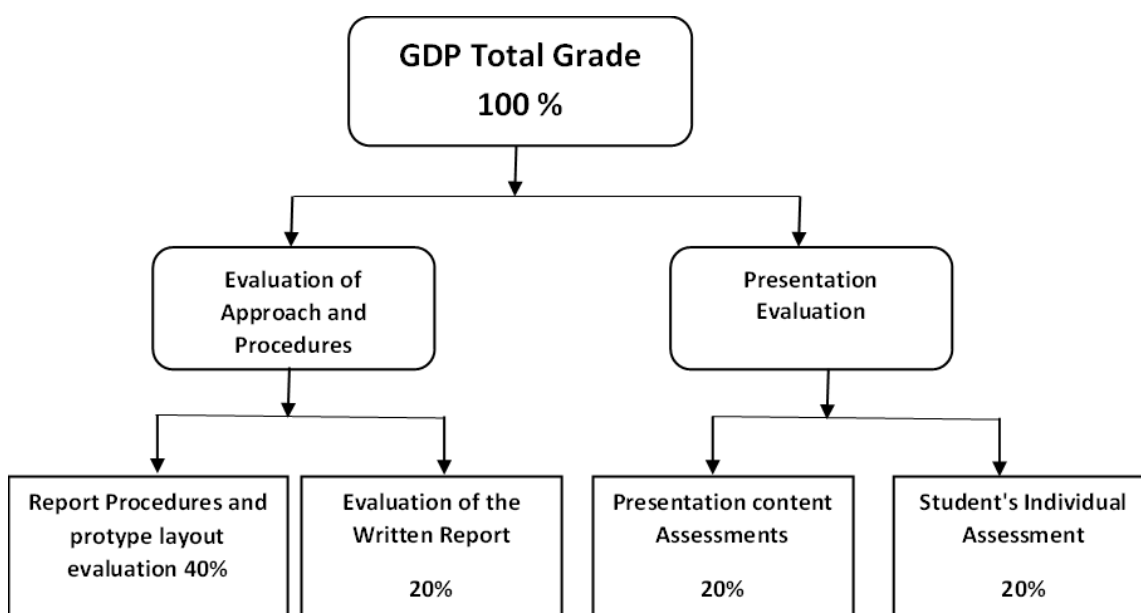 GDP Total Grade
100 %
Evaluation of
Approach and
Procedures
Presentation
Evaluation
Report Procedures and
protype layout
evaluation 40%
Evaluation of the
Written Report
20%
Presentation content
Assessments
20%
Student's Individual
Assessment
20%